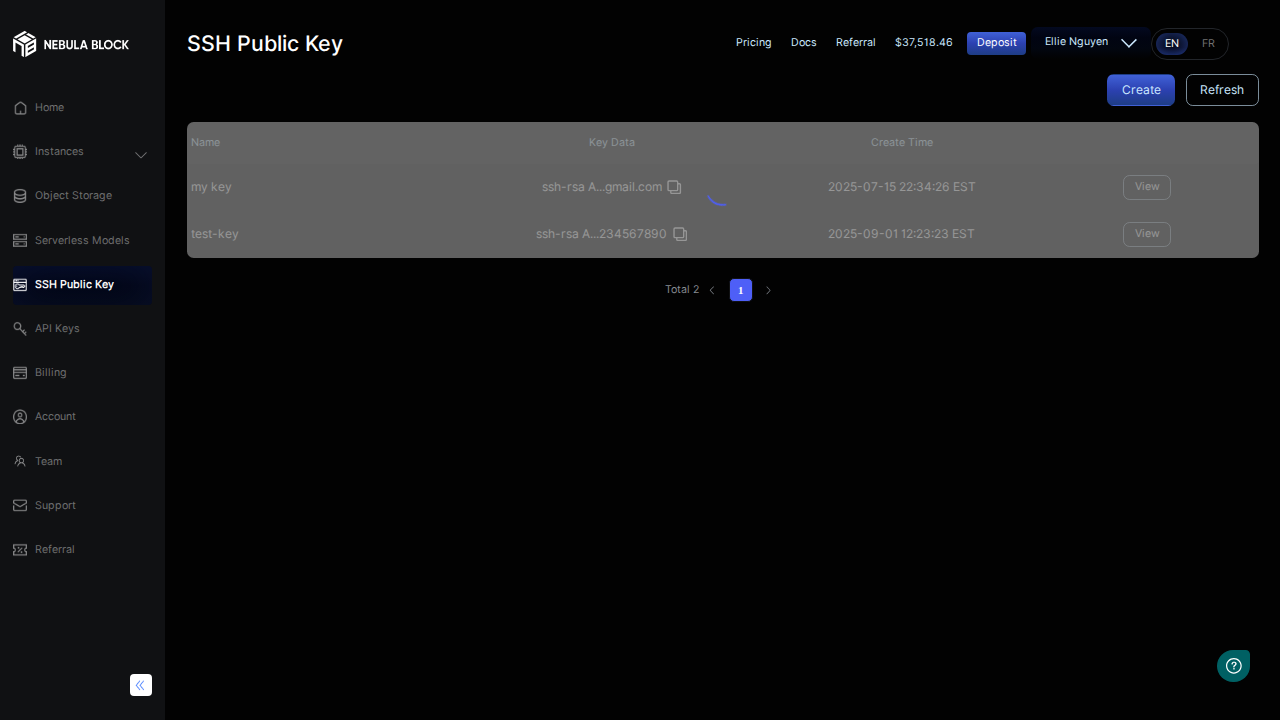 NEBULA BLOCK
SSH Public Key
Pricing
Docs
Referral
$37,518.46
Deposit
Ellie Nguyen
EN
FR
Home
Instances
Object Storage
Serverless Models
SSH Public Key
API Keys
Billing
Account
Team
Support
Referral
Create
Refresh
Name Key Data Create Time
my key ssh-rsa A...gmail.com 2025-07-15 22:34:26 EST View
test-key ssh-rsa A...234567890 2025-09-01 12:23:23 EST View
Total 2 1